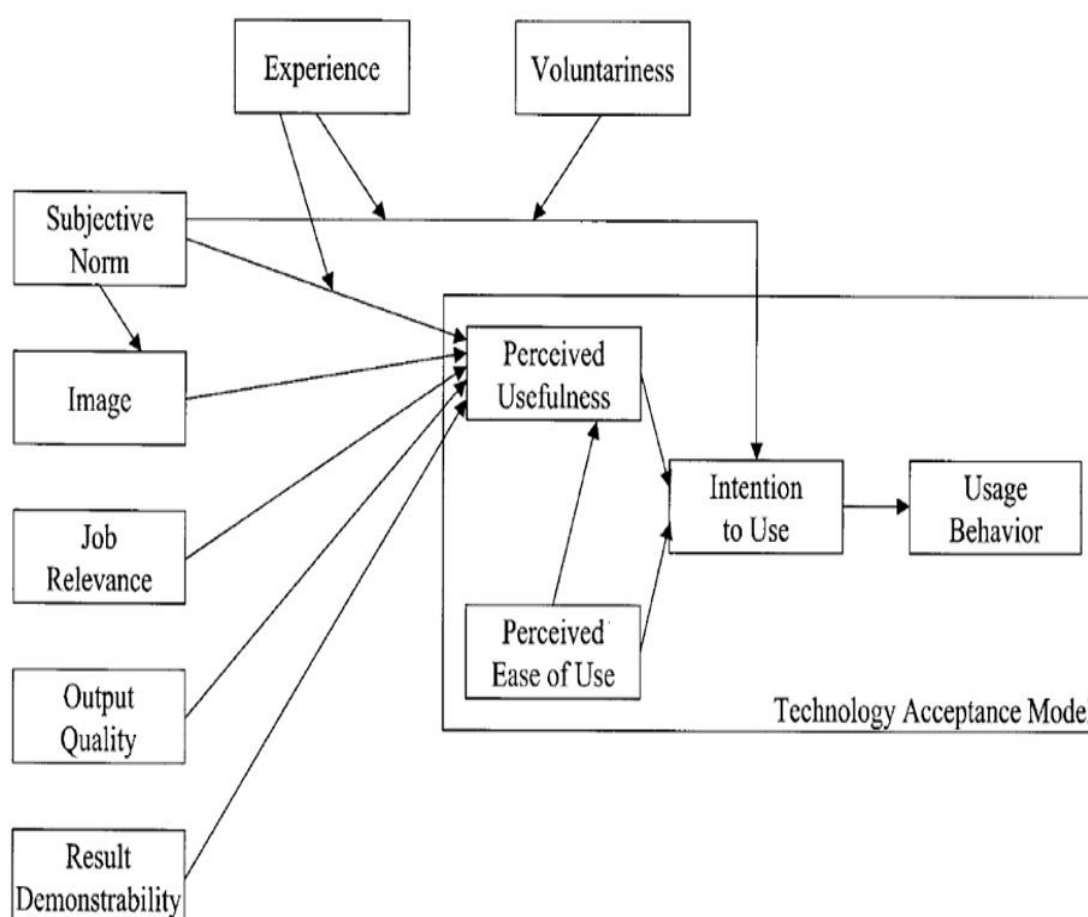 Experience
Voluntariness
Subjective
Norm
Image
Job
Relevance
Output
Quality
Result
Demonstrability
Perceived
Usefulness
Perceived
Ease of Use
Intention
to Use
Usage
Behavior
Technology Acceptance Model